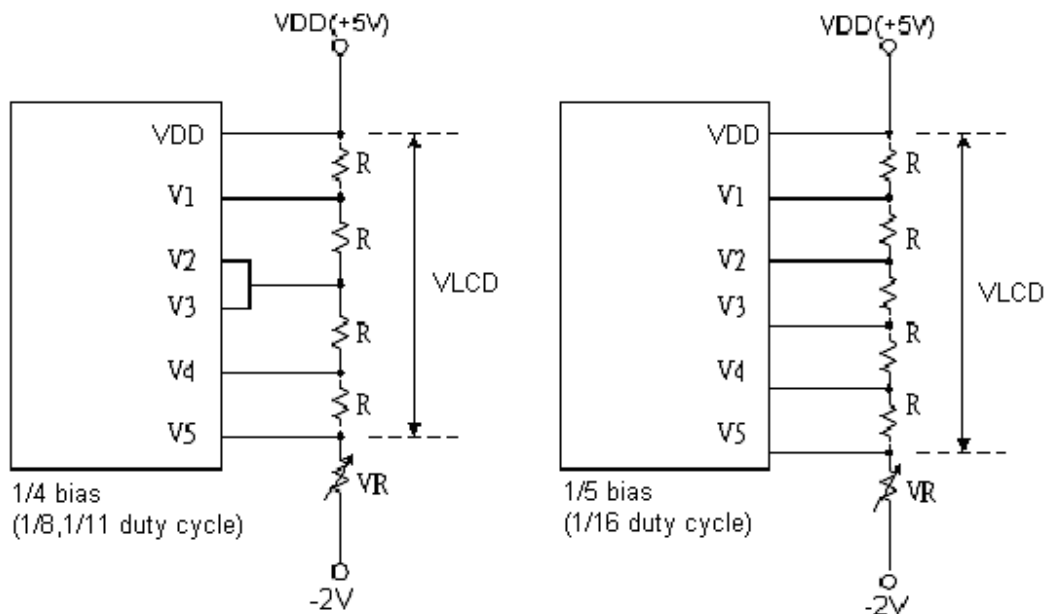 VDD(+5V)
VDD
V1
V2
V3
V4
V5
R
R
R
R
VR
VLCD
1/4 bias
(1/8,1/11 duty cycle)
-2V
VDD(+5V)
VDD
V1
V2
V3
V4
V5
R
R
R
R
VR
VLCD
1/5 bias
(1/16 duty cycle)
-2V